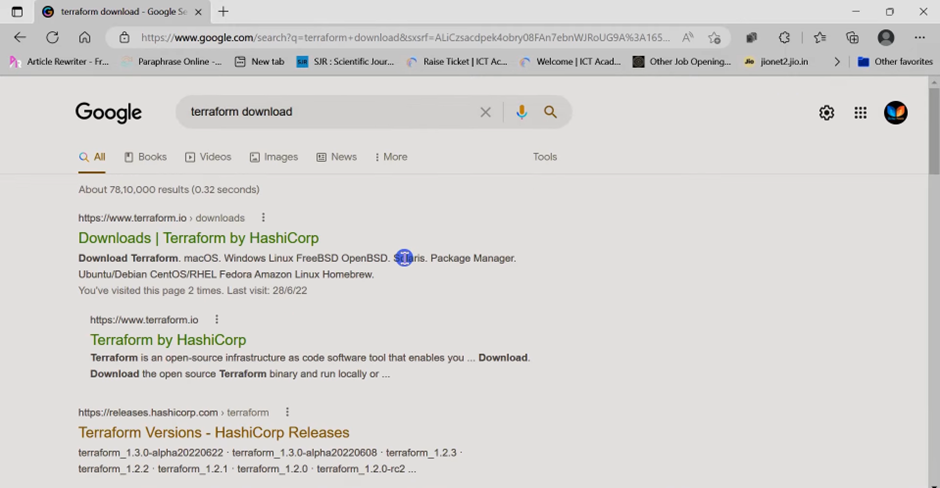 terraform download - Google Se
https://www.google.com/search?q=terraform+download&sxsrf=ALiCzsacdpek4obry08FAn7ebnWJRoUG9A%3A165...
Article Rewriter - Fr...
Paraphrase Online -...
New tab
SJR : Scientific Jour...
Raise Ticket | ICT Ac...
Welcome | ICT Acad...
Other Job Opening...
jionet2.jio.in
Other favorites
Google
terraform download
All
Books
Videos
Images
News
More
Tools
About 78,10,000 results (0.32 seconds)
https://www.terraform.io › downloads
Downloads | Terraform by HashiCorp
Download Terraform. macOS. Windows Linux FreeBSD OpenBSD. Solaris. Package Manager.
Ubuntu/Debian CentOS/RHEL Fedora Amazon Linux Homebrew.
You've visited this page 2 times. Last visit: 28/6/22
https://www.terraform.io
Terraform by HashiCorp
Terraform is an open-source infrastructure as code software tool that enables you ... Download.
Download the open source Terraform binary and run locally or ...
https://releases.hashicorp.com › terraform
Terraform Versions - HashiCorp Releases
terraform_1.3.0-alpha20220622 · terraform_1.3.0-alpha20220608 · terraform_1.2.3 ·
terraform_1.2.2 · terraform_1.2.1 · terraform_1.2.0 · terraform_1.2.0-rc2 ...